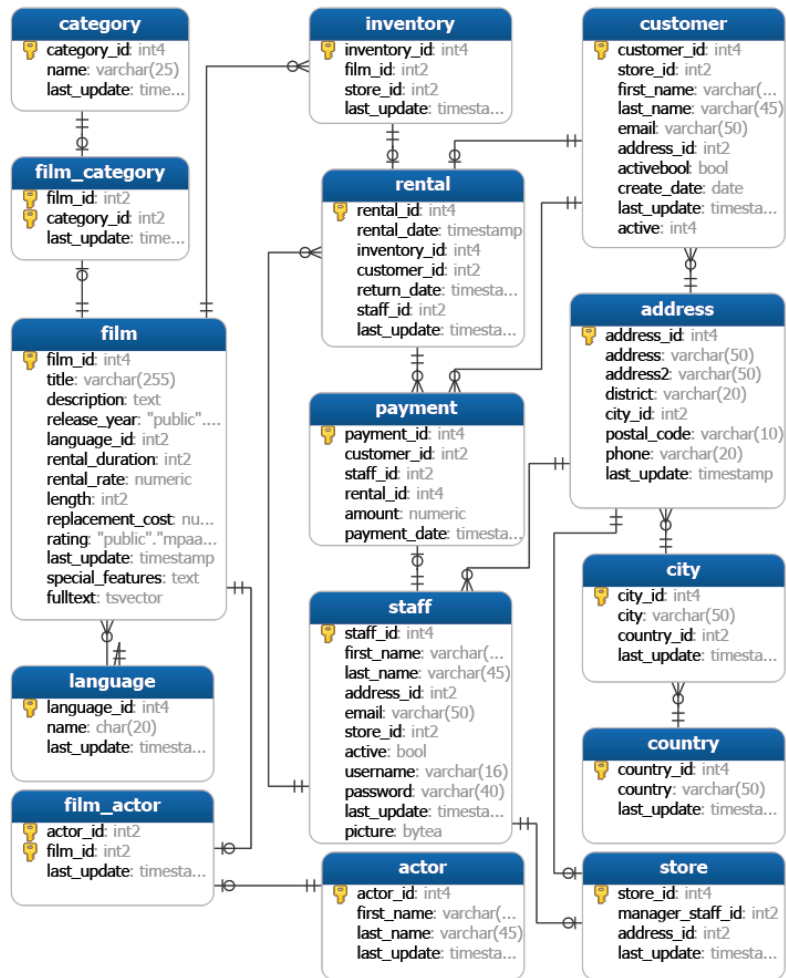 category
category_id: int4
name: varchar(25)
last_update: time...
film_category
film_id: int2
category_id: int2
last_update: time...
film
film_id: int4
title: varchar(255)
description: text
release_year: "public"....
language_id: int2
rental_duration: int2
rental_rate: numeric
length: int2
replacement_cost: nu...
rating: "public"."mpaa...
last_update: timestamp
special_features: text
fulltext: tsvector
language
language_id: int4
name: char(20)
last_update: timesta...
film_actor
actor_id: int2
film_id: int2
last_update: timesta...
inventory
inventory_id: int4
film_id: int2
store_id: int2
last_update: timesta...
rental
rental_id: int4
rental_date: timestamp
inventory_id: int4
customer_id: int2
return_date: timesta...
staff_id: int2
last_update: timesta...
payment
payment_id: int4
customer_id: int2
staff_id: int2
rental_id: int4
amount: numeric
payment_date: timesta...
staff
staff_id: int4
first_name: varchar(...
last_name: varchar(45)
address_id: int2
email: varchar(50)
store_id: int2
active: bool
username: varchar(16)
password: varchar(40)
last_update: timesta...
picture: bytea
actor
actor_id: int4
first_name: varchar(...
last_name: varchar(45)
last_update: timesta...
customer
customer_id: int4
store_id: int2
first_name: varchar(...
last_name: varchar(45)
email: varchar(50)
address_id: int2
activebool: bool
create_date: date
last_update: timesta...
active: int4
address
address_id: int4
address: varchar(50)
address2: varchar(50)
district: varchar(20)
city_id: int2
postal_code: varchar(10)
phone: varchar(20)
last_update: timestamp
city
city_id: int4
city: varchar(50)
country_id: int2
last_update: timesta...
country
country_id: int4
country: varchar(50)
last_update: timesta...
store
store_id: int4
manager_staff_id: int2
address_id: int2
last_update: timesta...